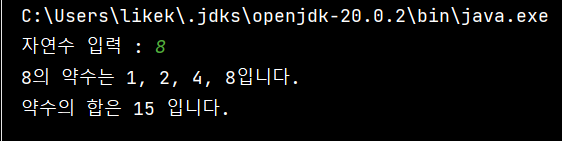 C:\Users\likek\.jdks\openjdk-20.0.2\bin\java.exe
자연수 입력 : 8
8의 약수는 1, 2, 4, 8입니다.
약수의 합은 15 입니다.